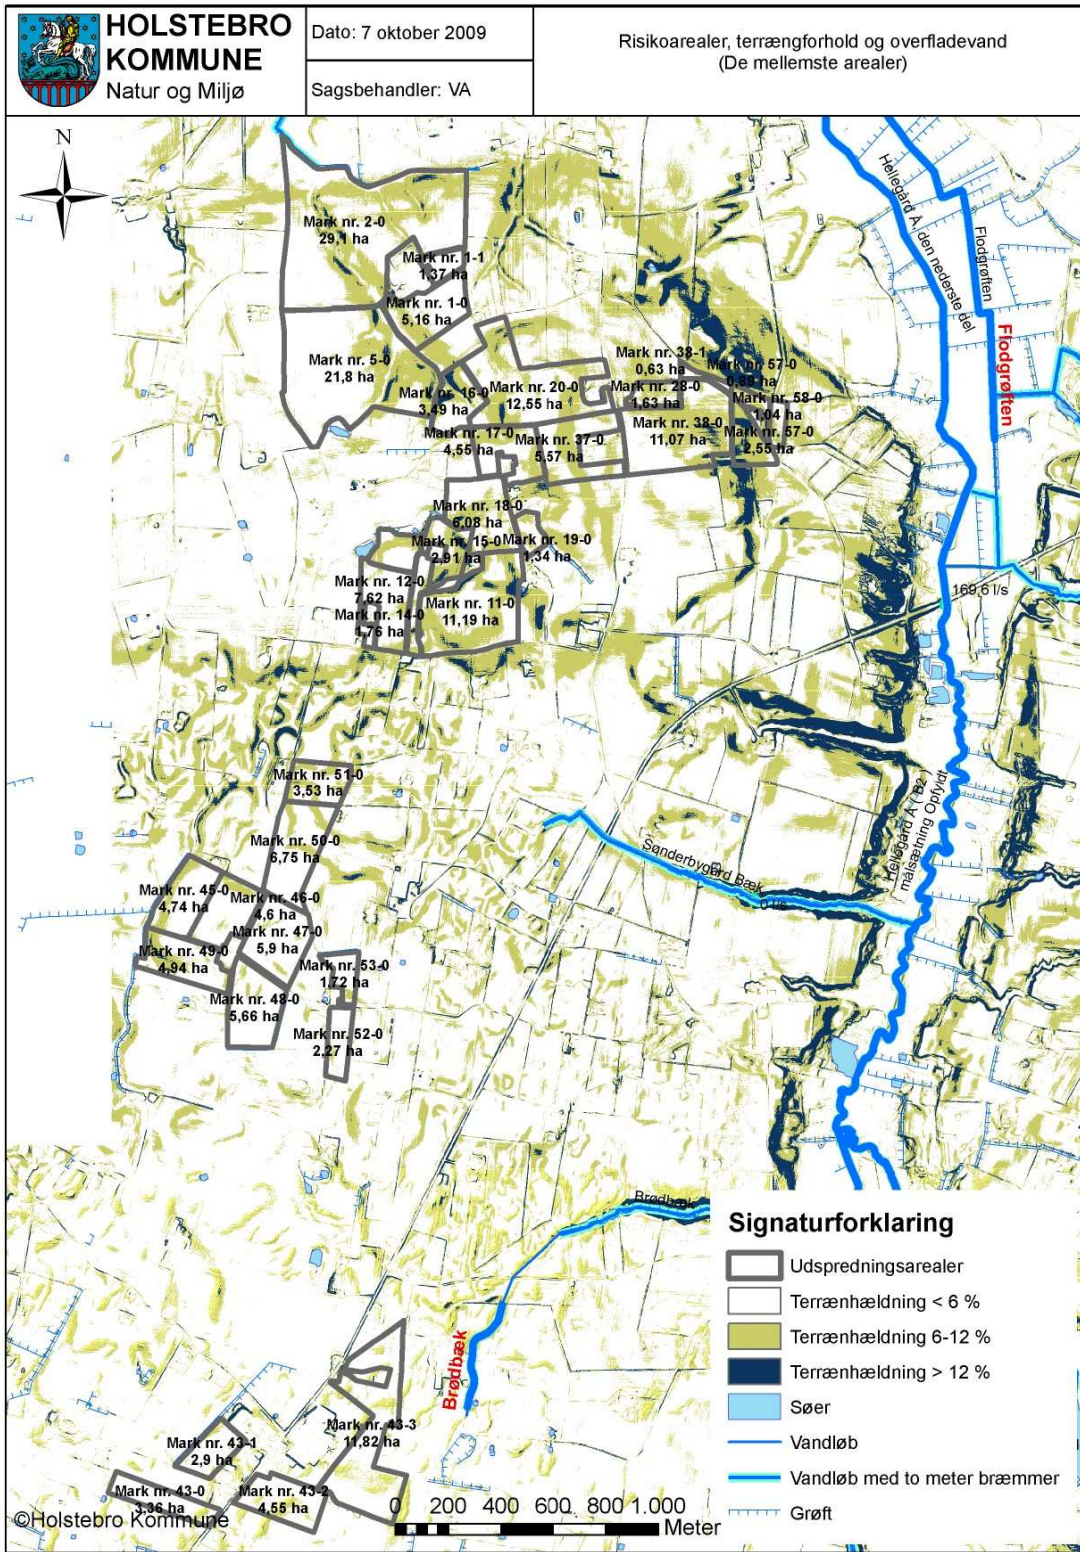 HOLSTEBRO
KOMMUNE
Natur og Miljø
Dato: 7 oktober 2009
Sagsbehandler: VA
Risikoarealer, terrængforhold og overfladevand
(De mellemste arealer)
N
Mark nr. 2-0
29,1 ha
Mark nr. 1-1
1,37 ha
Mark nr. 1-0
5,16 ha
Mark nr. 5-0
21,8 ha
Mark nr. 16-0
3,49 ha
Mark nr. 20-0
12,55 ha
Mark nr. 38-1
0,63 ha
Mark nr. 28-0
1,63 ha
Mark nr. 57-0
0,89 ha
Mark nr. 58-0
1,04 ha
Mark nr. 17-0
4,55 ha
Mark nr. 37-0
5,57 ha
Mark nr. 38-0
11,07 ha
Mark nr. 57-0
2,55 ha
Mark nr. 18-0
6,08 ha
Mark nr. 15-0
2,91 ha
Mark nr. 19-0
1,34 ha
Mark nr. 12-0
7,62 ha
Mark nr. 14-0
1,76 ha
Mark nr. 11-0
11,19 ha
Hellegård Å, den nederste del
Flodgrøften
Flodgrøften
169,6 l/s
Mark nr. 51-0
3,53 ha
Mark nr. 50-0
6,75 ha
Mark nr. 45-0
4,74 ha
Mark nr. 46-0
4,6 ha
Mark nr. 47-0
5,9 ha
Mark nr. 49-0
4,94 ha
Mark nr. 53-0
1,72 ha
Mark nr. 48-0
5,66 ha
Mark nr. 52-0
2,27 ha
Sønderbygård Bæk
0 l/s
Hellegård Å ( B2 )
målsætning Opfyldt
Brødbæk
Brødbæk
Mark nr. 43-3
11,82 ha
Mark nr. 43-1
2,9 ha
Mark nr. 43-0
3,36 ha
Mark nr. 43-2
4,55 ha
©Holstebro Kommune
0 200 400 600 800 1.000
Meter
Signaturforklaring
Udspredningsarealer
Terrænhældning < 6 %
Terrænhældning 6-12 %
Terrænhældning > 12 %
Søer
Vandløb
Vandløb med to meter bræmmer
Grøft